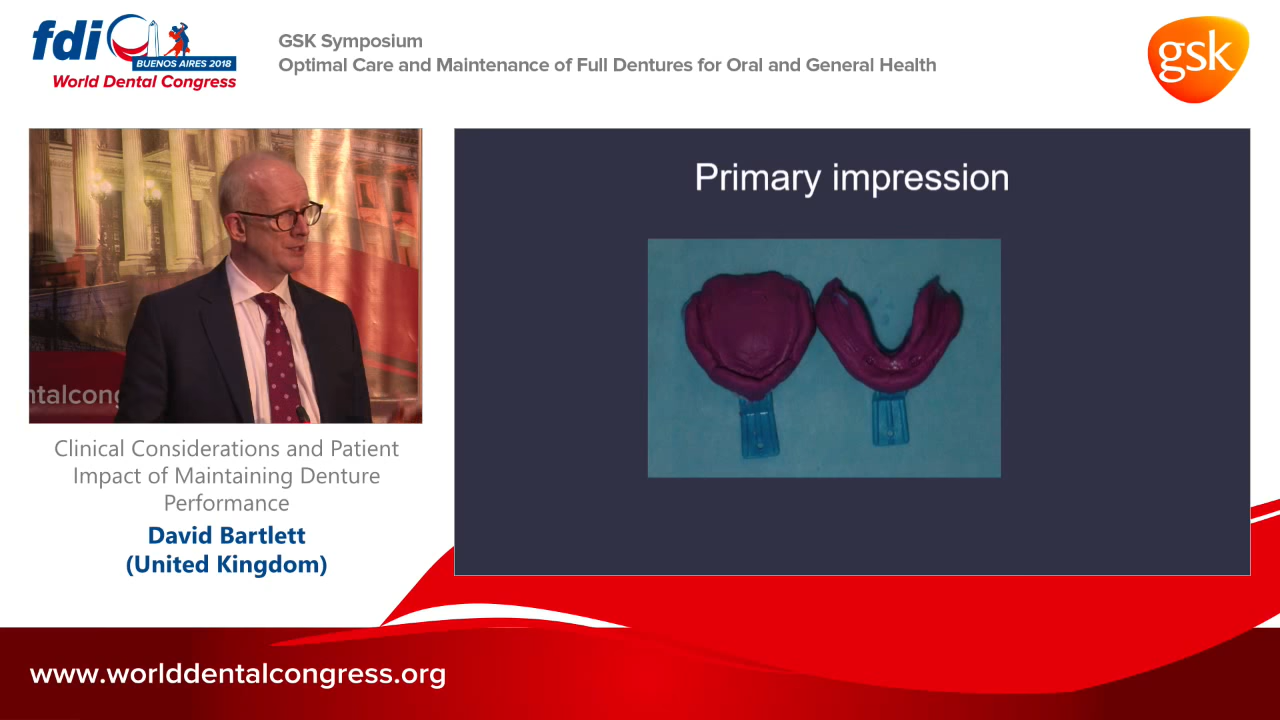 fdi
BUENOS AIRES 2018
World Dental Congress
GSK Symposium
Optimal Care and Maintenance of Full Dentures for Oral and General Health
gsk
Primary impression
ntalcong
Clinical Considerations and Patient
Impact of Maintaining Denture
Performance
David Bartlett
(United Kingdom)
www.worlddentalcongress.org